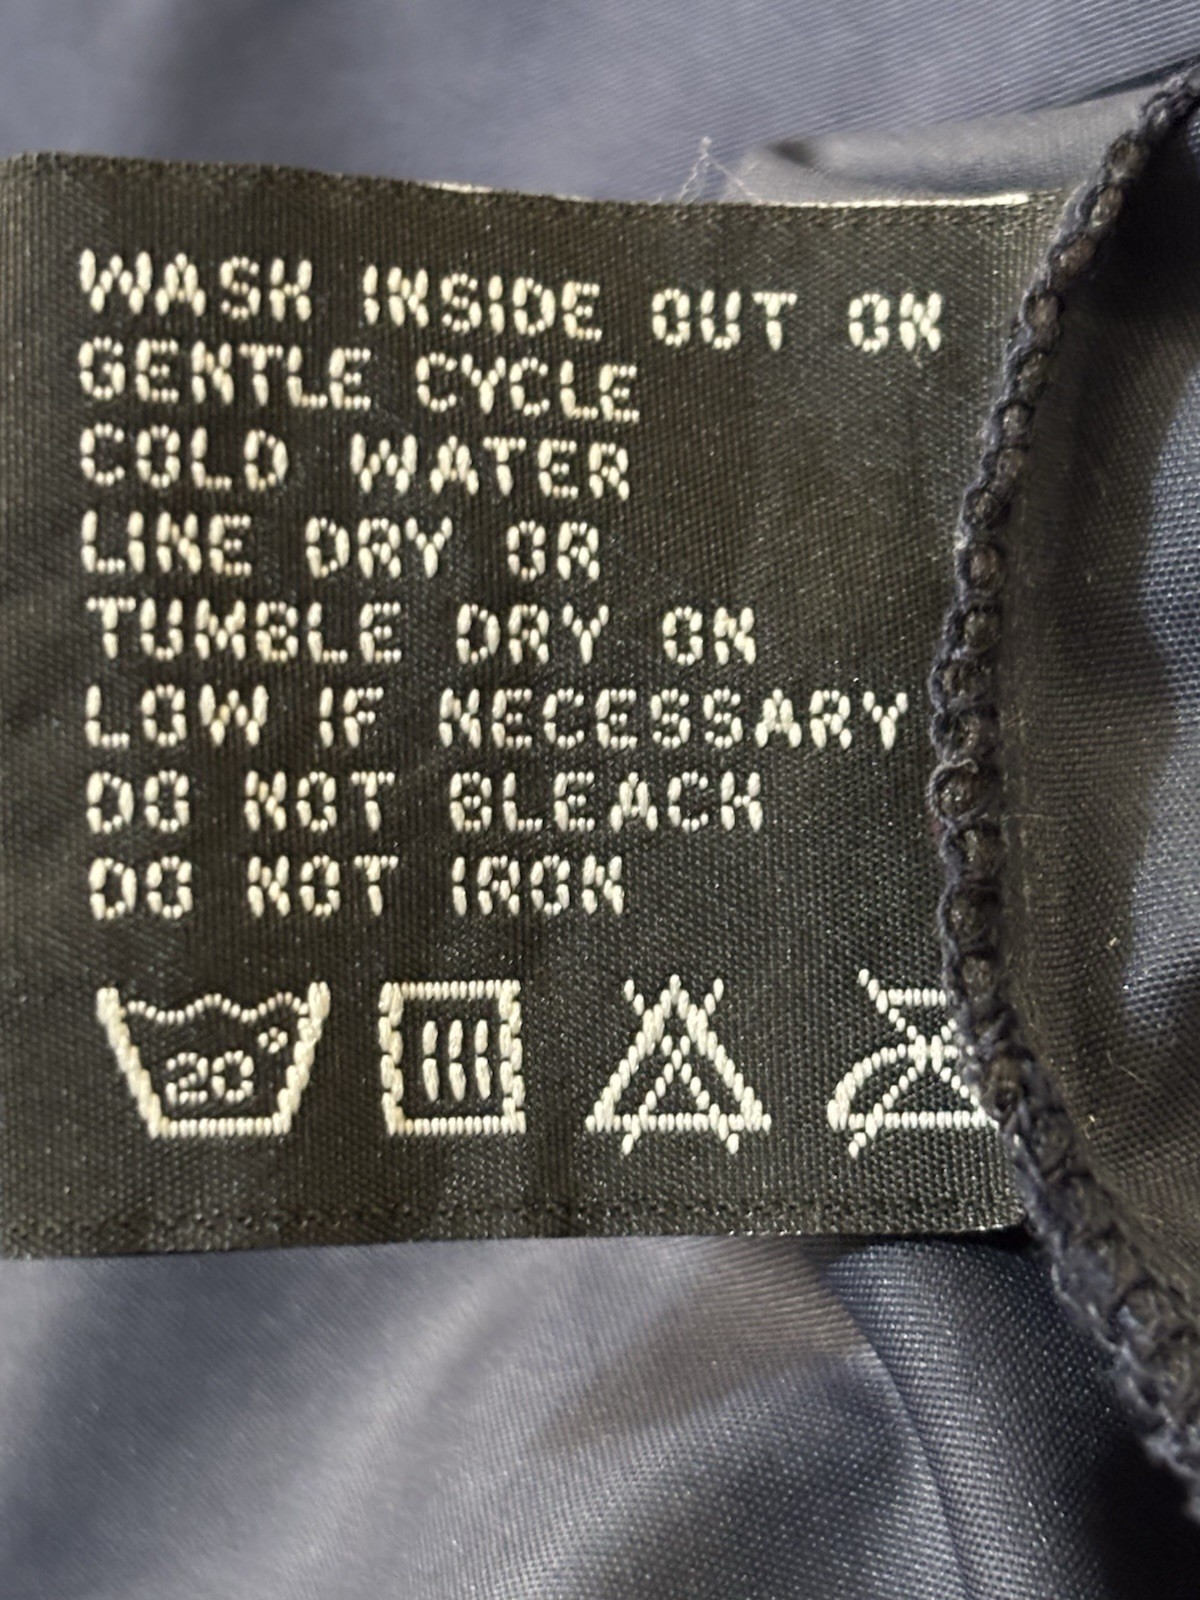 WASH INSIDE OUT ON
GENTLE CYCLE
COLD WATER
LINE DRY OR
TUMBLE DRY ON
LOW IF NECESSARY
DO NOT BLEACH
DO NOT IRON
20°